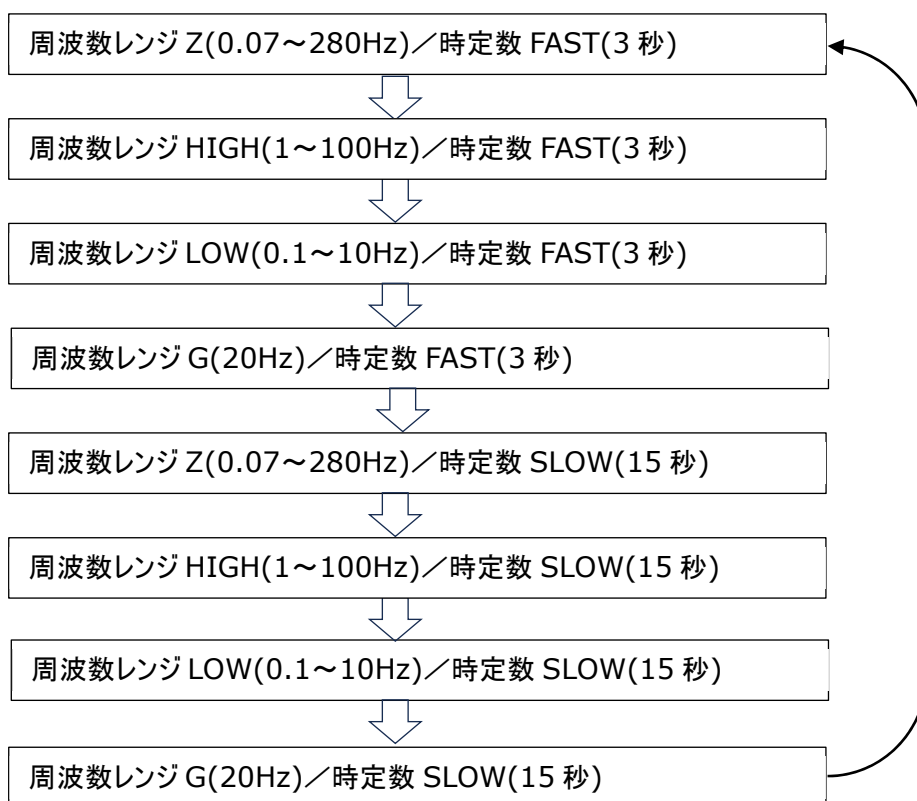 周波数レンジ Z(0.07～280Hz)／時定数 FAST(3 秒)
周波数レンジ HIGH(1～100Hz)／時定数 FAST(3 秒)
周波数レンジ LOW(0.1～10Hz)／時定数 FAST(3 秒)
周波数レンジ G(20Hz)／時定数 FAST(3 秒)
周波数レンジ Z(0.07～280Hz)／時定数 SLOW(15 秒)
周波数レンジ HIGH(1～100Hz)／時定数 SLOW(15 秒)
周波数レンジ LOW(0.1～10Hz)／時定数 SLOW(15 秒)
周波数レンジ G(20Hz)／時定数 SLOW(15 秒)